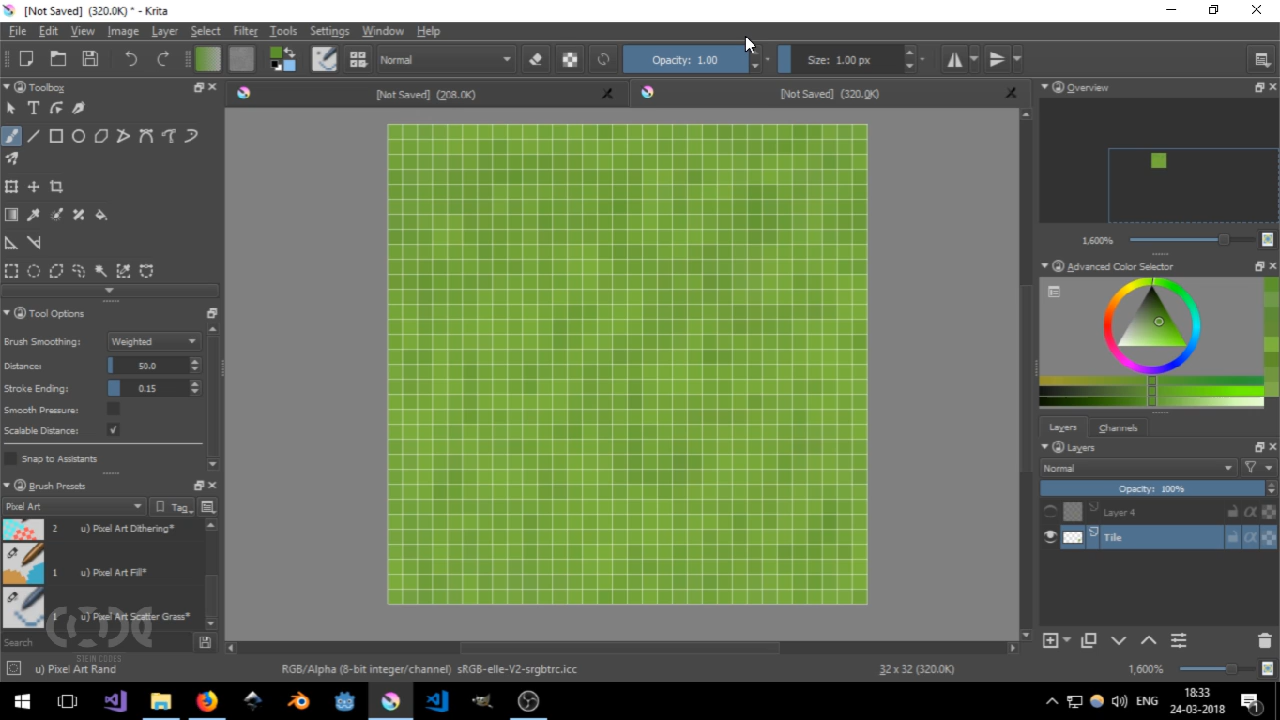 [Not Saved] (320.0K) * - Krita
File Edit View Image Layer Select Filter Tools Settings Window Help
Normal
Opacity: 1.00
Size: 1.00 px
Toolbox
[Not Saved] (208.0K)
[Not Saved] (320.0K)
Overview
1,600%
Advanced Color Selector
Tool Options
Brush Smoothing: Weighted
Distance: 50.0
Stroke Ending: 0.15
Smooth Pressure:
Scalable Distance:
Snap to Assistants
Layers Channels
Layers
Normal
Opacity: 100%
Layer 4
Tile
Brush Presets
Pixel Art
Tag
2 u) Pixel Art Dithering*
1 u) Pixel Art Fill*
1 u) Pixel Art Scatter Grass*
Search
CODE
STEIN CODES
u) Pixel Art Rand
RGB/Alpha (8-bit integer/channel) sRGB-elle-V2-srgbtrc.icc
32 x 32 (320.0K)
1,600%
ENG
18:33
24-03-2018
1